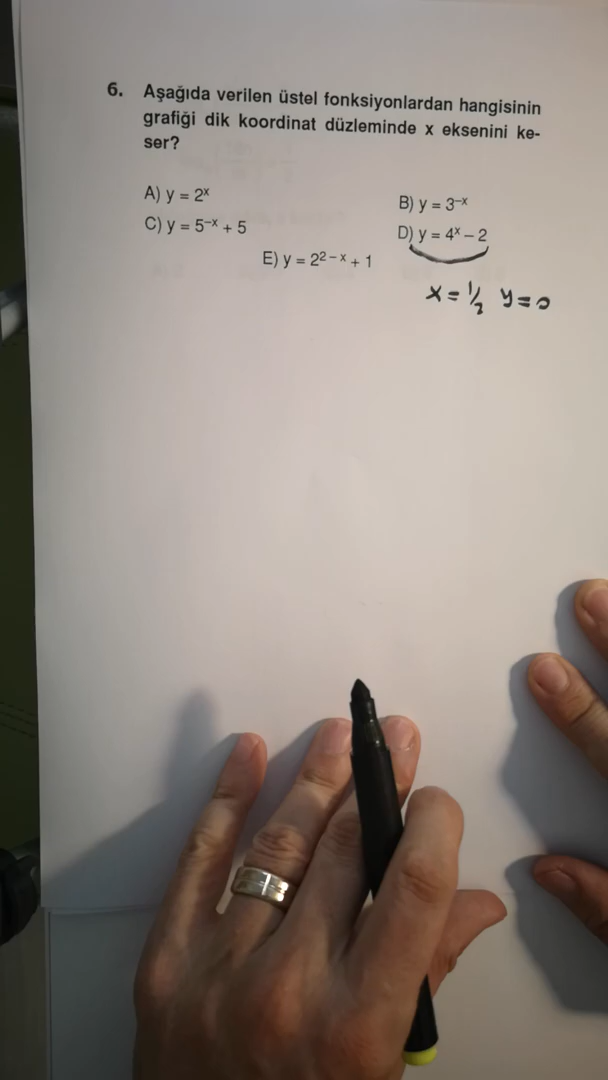 6. Aşağıda verilen üstel fonksiyonlardan hangisinin
grafiği dik koordinat düzleminde x eksenini ke-
ser?
A) y = 2ˣ
B) y = 3⁻ˣ
C) y = 5⁻ˣ + 5
D) y = 4ˣ – 2
E) y = 2²⁻ˣ + 1
x = 1/2 y = 0